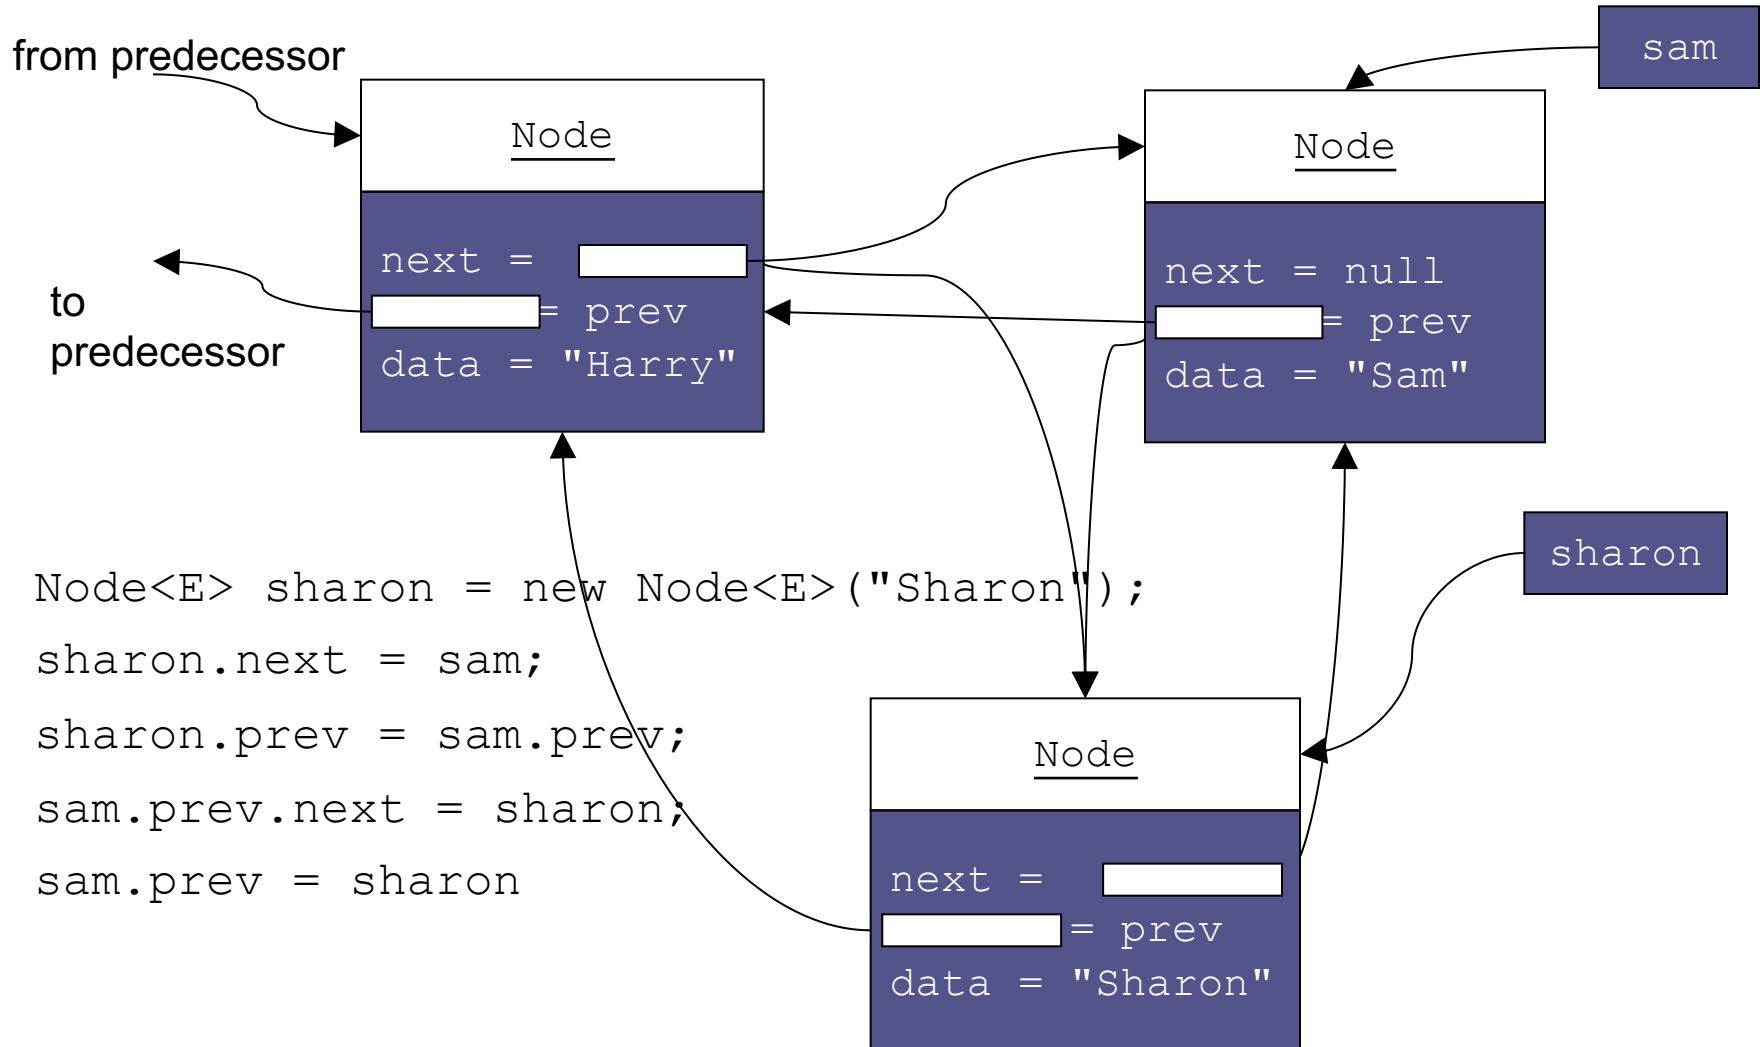 from predecessor
to
predecessor
Node
next =
= prev
data = "Harry"
sam
Node
next = null
= prev
data = "Sam"
sharon
Node<E> sharon = new Node<E>("Sharon");
sharon.next = sam;
sharon.prev = sam.prev;
sam.prev.next = sharon;
sam.prev = sharon
Node
next =
= prev
data = "Sharon"